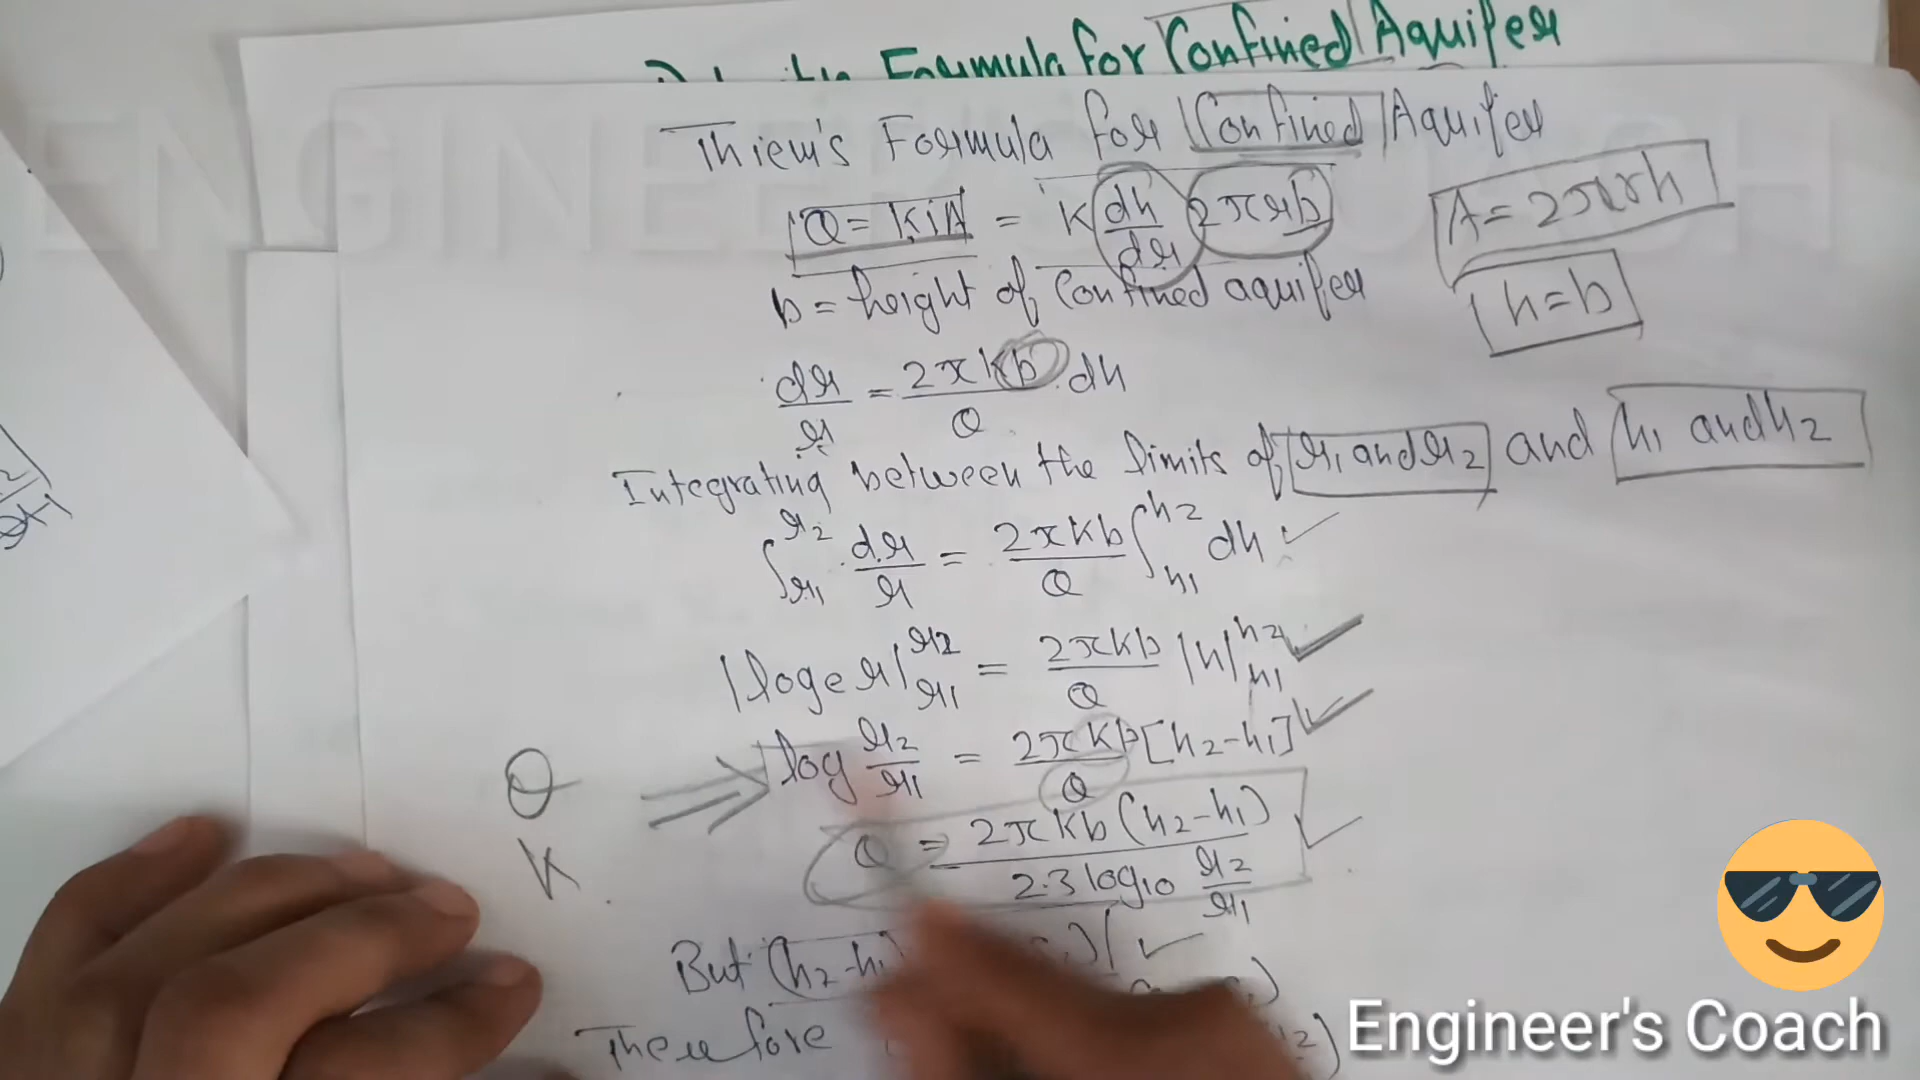 Formula for Confined Aquifer
Thiem's Formula for Confined Aquifer
Q = KiA = K dh/dr 2πrb
A = 2πrh
b = height of Confined aquifer
h = b
dr/r = 2πKb/Q . dh
Integrating between the limits of r1 and r2 and h1 and h2
∫r1^r2 dr/r = 2πKb/Q ∫h1^h2 dh
|loge r|r1^r2 = 2πKb/Q |h|h1^h2
log r2/r1 = 2πKb/Q [h2-h1]
Q
K
Q = 2πKb(h2-h1) / 2.3 log10 r2/r1
But (h2-h1)
Therefore
Engineer's Coach